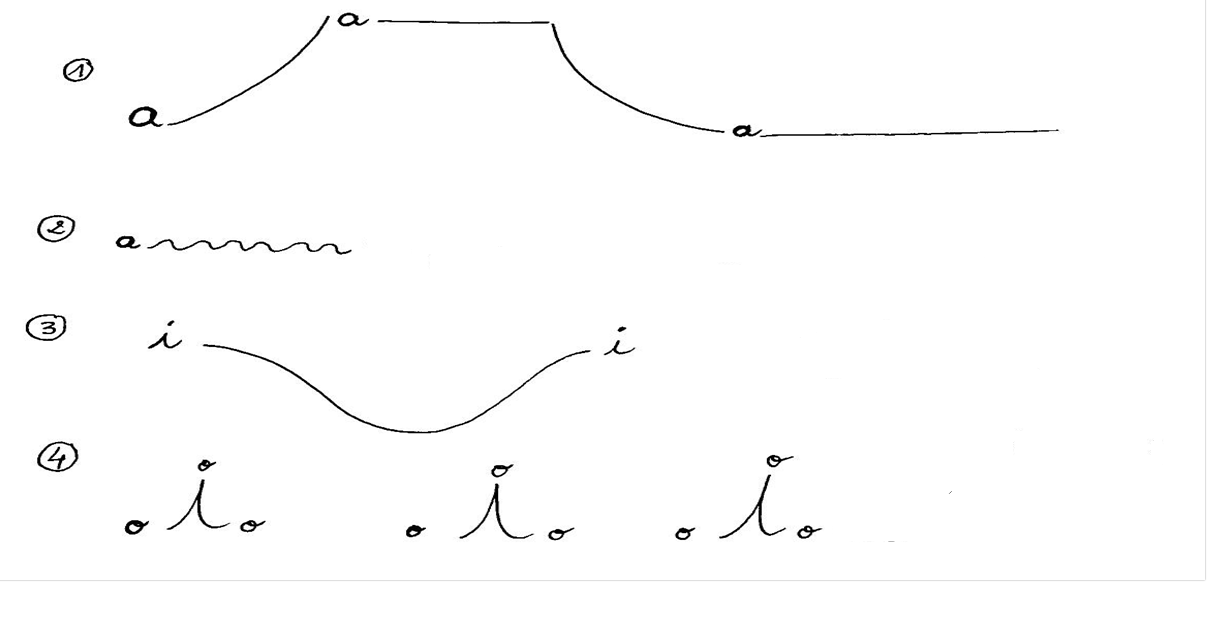 ① a a a
② a
③ i i
④ o i o o o i o o o i o o